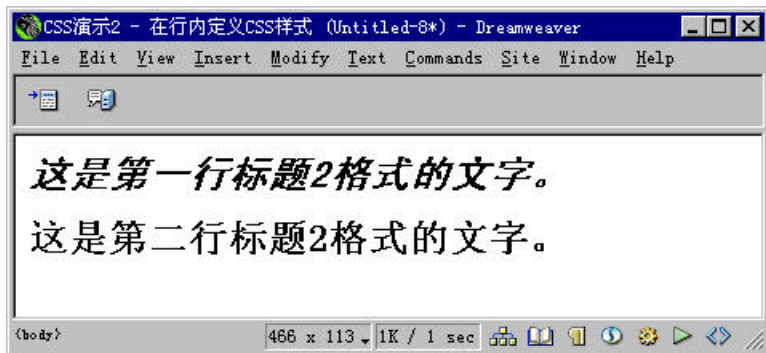 CSS演示2 - 在行内定义CSS样式 (Untitled-8*) - Dreamweaver
File Edit View Insert Modify Text Commands Site Window Help
这是第一行标题2格式的文字。
这是第二行标题2格式的文字。
<body> 466 x 113 1K / 1 sec